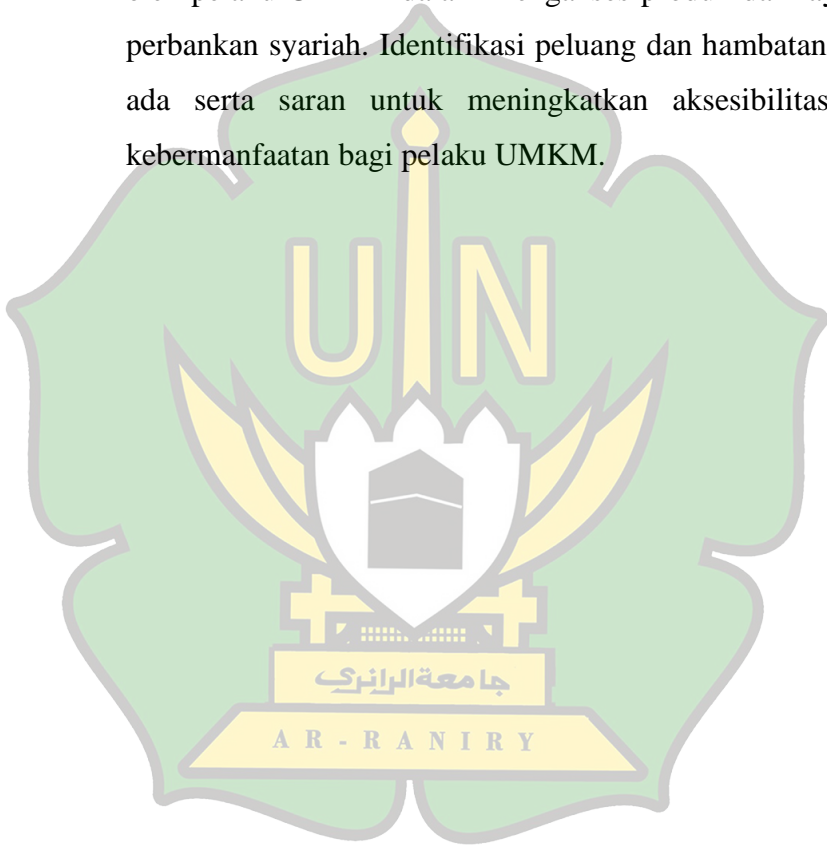 perbankan syariah. Identifikasi peluang dan hambatan
ada serta saran untuk meningkatkan aksesibilitas
kebermanfaatan bagi pelaku UMKM.
UIN
جامعةالرانري
AR-RANIRY